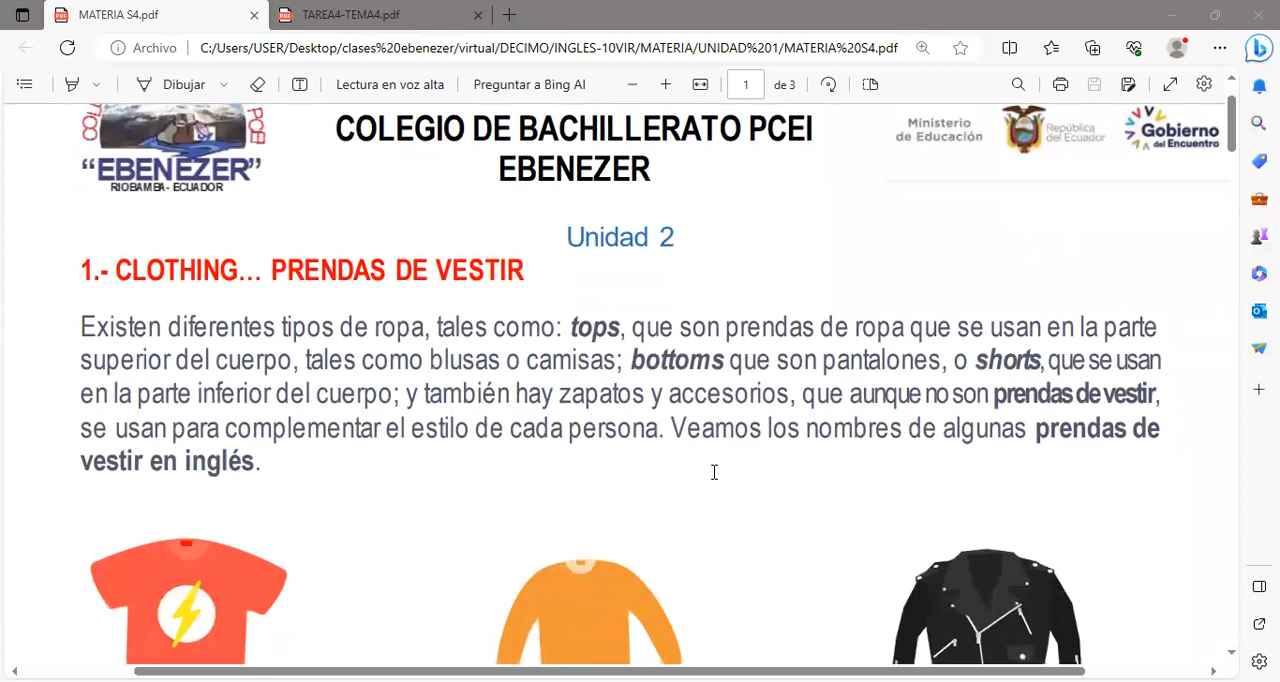 MATERIA S4.pdf
TAREA4-TEMA4.pdf
Archivo
C:/Users/USER/Desktop/clases%20ebenezer/virtual/DECIMO/INGLES-10VIR/MATERIA/UNIDAD%201/MATERIA%20S4.pdf
Dibujar
Lectura en voz alta
Preguntar a Bing AI
1
de 3
PCEI
"EBENEZER"
RIOBAMBA - ECUADOR
COLEGIO DE BACHILLERATO PCEI
EBENEZER
Ministerio
de Educación
República
del Ecuador
Gobierno
del Encuentro
Unidad 2
1.- CLOTHING... PRENDAS DE VESTIR
Existen diferentes tipos de ropa, tales como: tops, que son prendas de ropa que se usan en la parte
superior del cuerpo, tales como blusas o camisas; bottoms que son pantalones, o shorts, que se usan
en la parte inferior del cuerpo; y también hay zapatos y accesorios, que aunque no son prendas de vestir,
se usan para complementar el estilo de cada persona. Veamos los nombres de algunas prendas de
vestir en inglés.